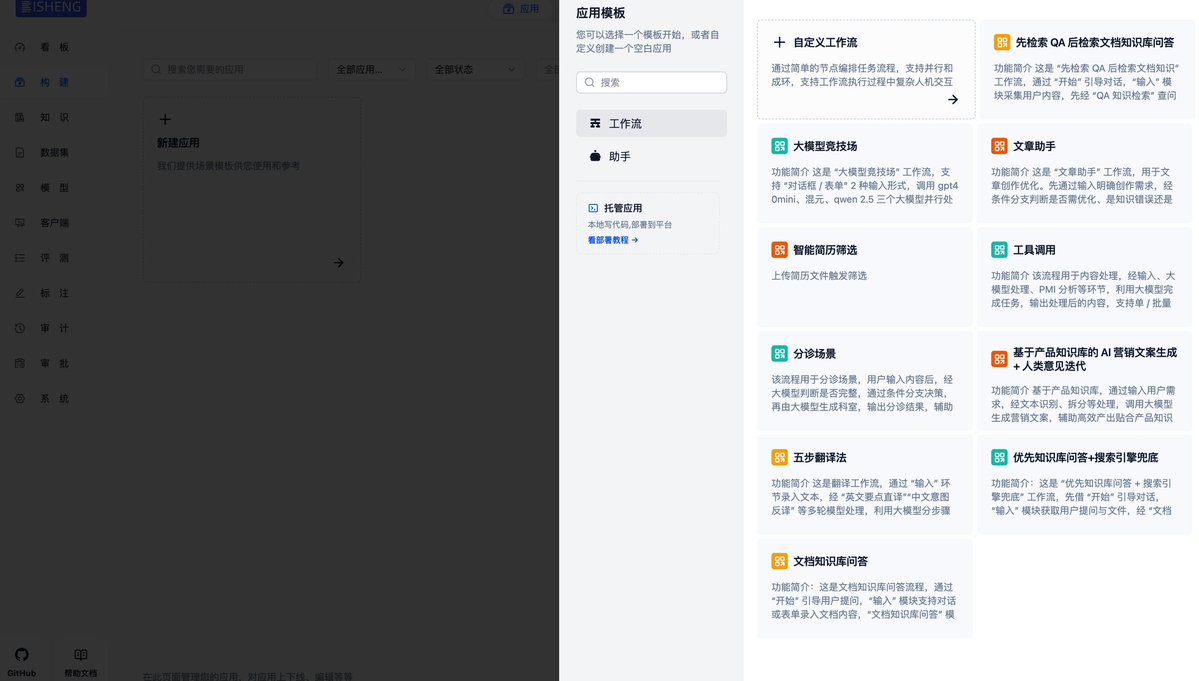 BISHENG
应用
看 板
构 建
知 识
数据集
模 型
客户端
评 测
标 注
审 计
审 批
系 统
GitHub
帮助文档
搜索您需要的应用
全部应用...
全部状态
全部
新建应用
我们提供场景模板供您使用和参考
在此页面管理您的应用，对应用上下线、编辑等等
应用模板
您可以选择一个模板开始，或者自
定义创建一个空白应用
搜索
工作流
助手
托管应用
本地写代码,部署到平台
看部署教程 →
自定义工作流
通过简单的节点编排任务流程，支持并行和
成环，支持工作流执行过程中复杂人机交互
先检索 QA 后检索文档知识库问答
功能简介 这是 “先检索 QA 后检索文档知识”
工作流，通过 “开始” 引导对话，“输入” 模
块采集用户内容，先经 “QA 知识检索” 查问
大模型竞技场
功能简介 这是 “大模型竞技场” 工作流，支
持 “对话框 / 表单” 2 种输入形式，调用 gpt4
0mini、混元、qwen 2.5 三个大模型并行处
文章助手
功能简介 这是 “文章助手” 工作流，用于文
章创作优化。先通过输入明确创作需求，经
条件分支判断是否需优化、是知识错误还是
智能简历筛选
上传简历文件触发筛选
工具调用
功能简介 该流程用于内容处理，经输入、大
模型处理、PMI 分析等环节，利用大模型完
成任务，输出处理后的内容，支持单 / 批量
分诊场景
该流程用于分诊场景，用户输入内容后，经
大模型判断是否完整，通过条件分支决策，
再由大模型生成科室，输出分诊结果，辅助
基于产品知识库的 AI 营销文案生成
+ 人类意见迭代
功能简介 基于产品知识库，通过输入用户需
求，经文本识别、拆分等处理，调用大模型
生成营销文案，辅助高效产出贴合产品知识
五步翻译法
功能简介 这是翻译工作流，通过 “输入” 环
节录入文本，经 “英文要点直译”“中文意图
反译” 等多轮模型处理，利用大模型分步骤
优先知识库问答+搜索引擎兜底
功能简介：这是 “优先知识库问答 + 搜索引
擎兜底” 工作流，先借 “开始” 引导对话，
“输入” 模块获取用户提问与文件，经 “文档
文档知识库问答
功能简介：这是文档知识库问答流程，通过
“开始” 引导用户提问，“输入” 模块支持对话
或表单录入文档内容，“文档知识库问答” 模